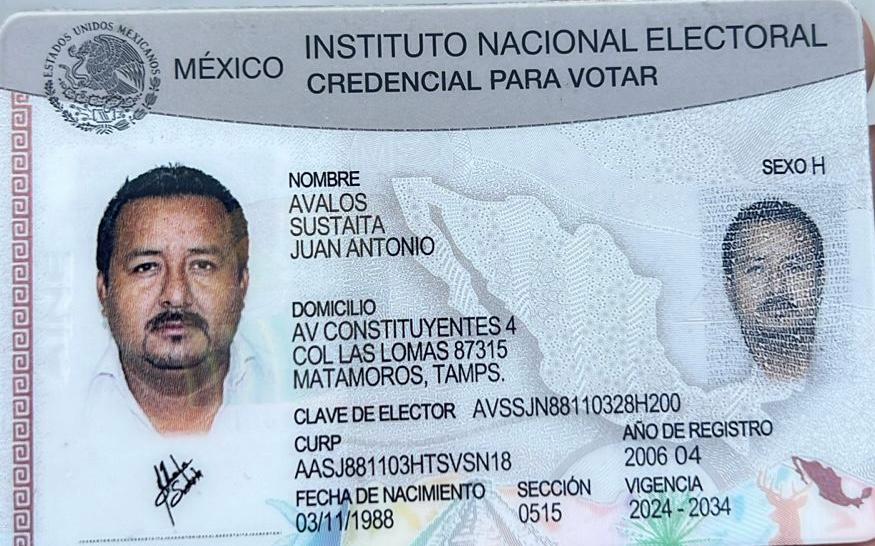 ESTADOS UNIDOS MEXICANOS
MÉXICO
INSTITUTO NACIONAL ELECTORAL
CREDENCIAL PARA VOTAR
SEXO H
NOMBRE
AVALOS
SUSTAITA
JUAN ANTONIO
DOMICILIO
AV CONSTITUYENTES 4
COL LAS LOMAS 87315
MATAMOROS, TAMPS.
CLAVE DE ELECTOR AVSSJN88110328H200
CURP
AASJ881103HTSVSN18
AÑO DE REGISTRO
2006 04
FECHA DE NACIMIENTO
03/11/1988
SECCIÓN
0515
VIGENCIA
2024 - 2034